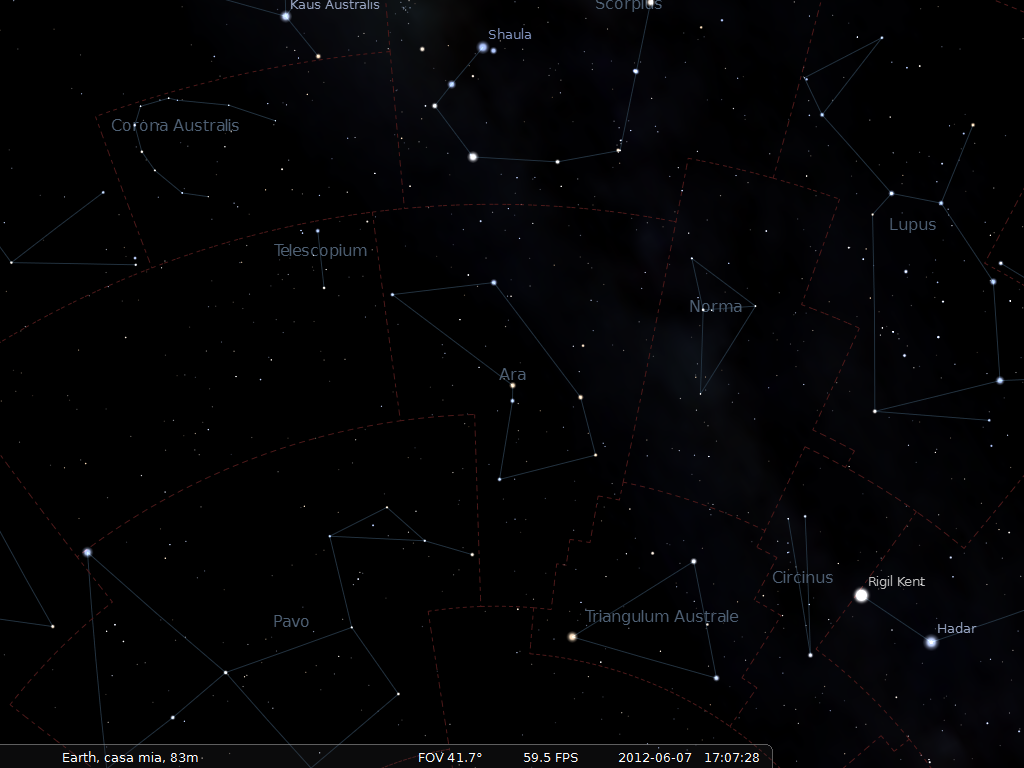 Kaus Australis
Scorpius
Shaula
Corona Australis
Lupus
Telescopium
Norma
Ara
Circinus
Rigil Kent
Triangulum Australe
Pavo
Hadar
Earth, casa mia, 83m FOV 41.7° 59.5 FPS 2012-06-07 17:07:28